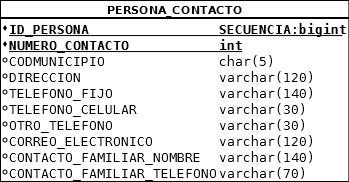 PERSONA_CONTACTO
ID_PERSONA SECUENCIA:bigint
NUMERO_CONTACTO int
CODMUNICIPIO char(5)
DIRECCION varchar(120)
TELEFONO_FIJO varchar(140)
TELEFONO_CELULAR varchar(30)
OTRO_TELEFONO varchar(30)
CORREO_ELECTRONICO varchar(120)
CONTACTO_FAMILIAR_NOMBRE varchar(140)
CONTACTO_FAMILIAR_TELEFONO varchar(70)